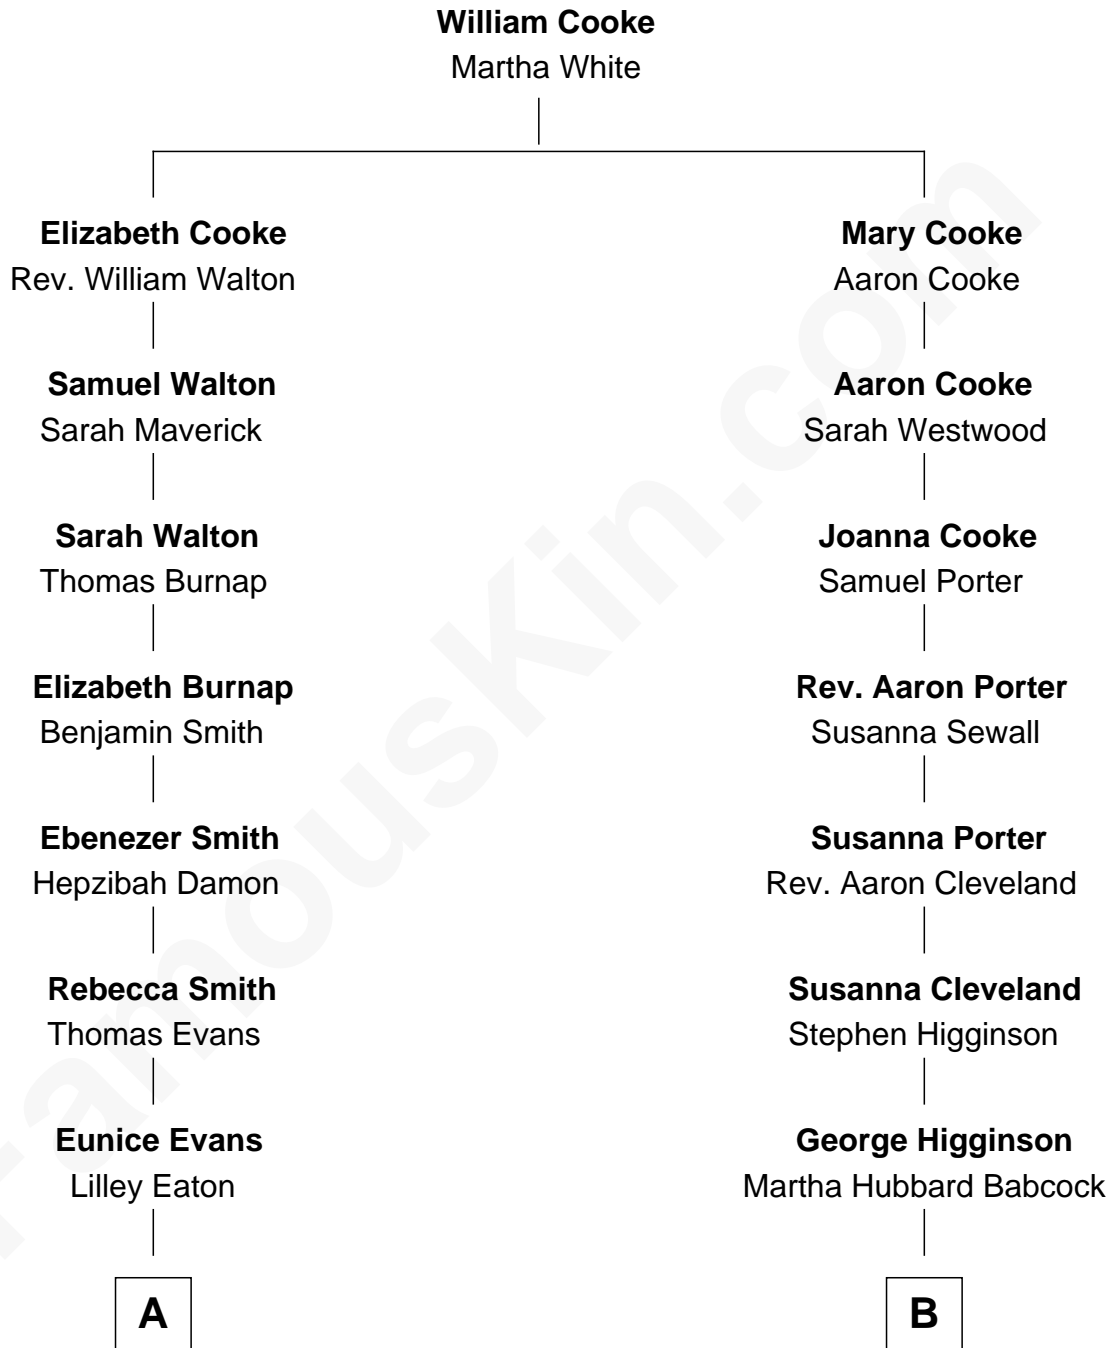 William Cooke
Martha White
Elizabeth Cooke
Rev. William Walton
Mary Cooke
Aaron Cooke
Samuel Walton
Sarah Maverick
Aaron Cooke
Sarah Westwood
Sarah Walton
Thomas Burnap
Joanna Cooke
Samuel Porter
Elizabeth Burnap
Benjamin Smith
Rev. Aaron Porter
Susanna Sewall
Ebenezer Smith
Hepzibah Damon
Susanna Porter
Rev. Aaron Cleveland
Rebecca Smith
Thomas Evans
Susanna Cleveland
Stephen Higginson
Eunice Evans
Lilley Eaton
George Higginson
Martha Hubbard Babcock
A
B
FamousKin.com